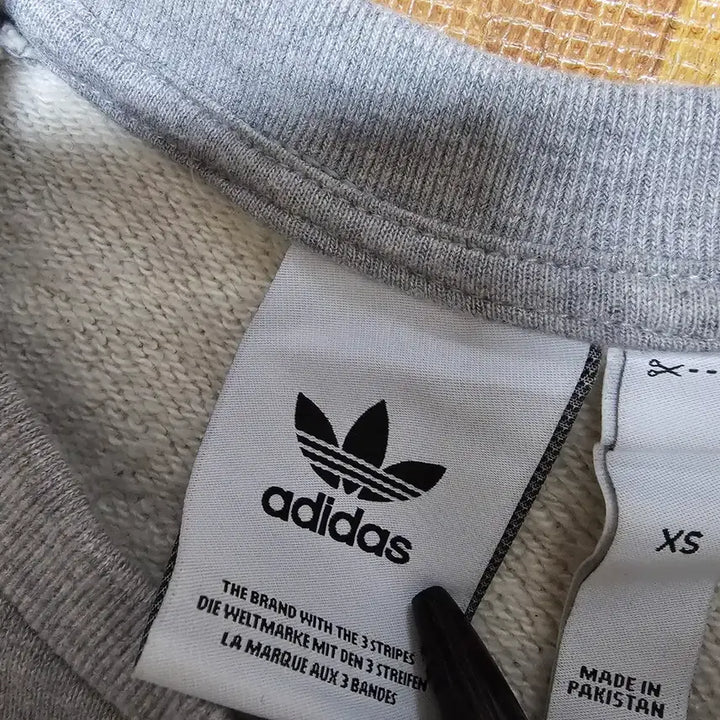 adidas
THE BRAND WITH THE 3 STRIPES
DIE WELTMARKE MIT DEN 3 STREIFEN
LA MARQUE AUX 3 BANDES
XS
MADE IN
PAKISTAN